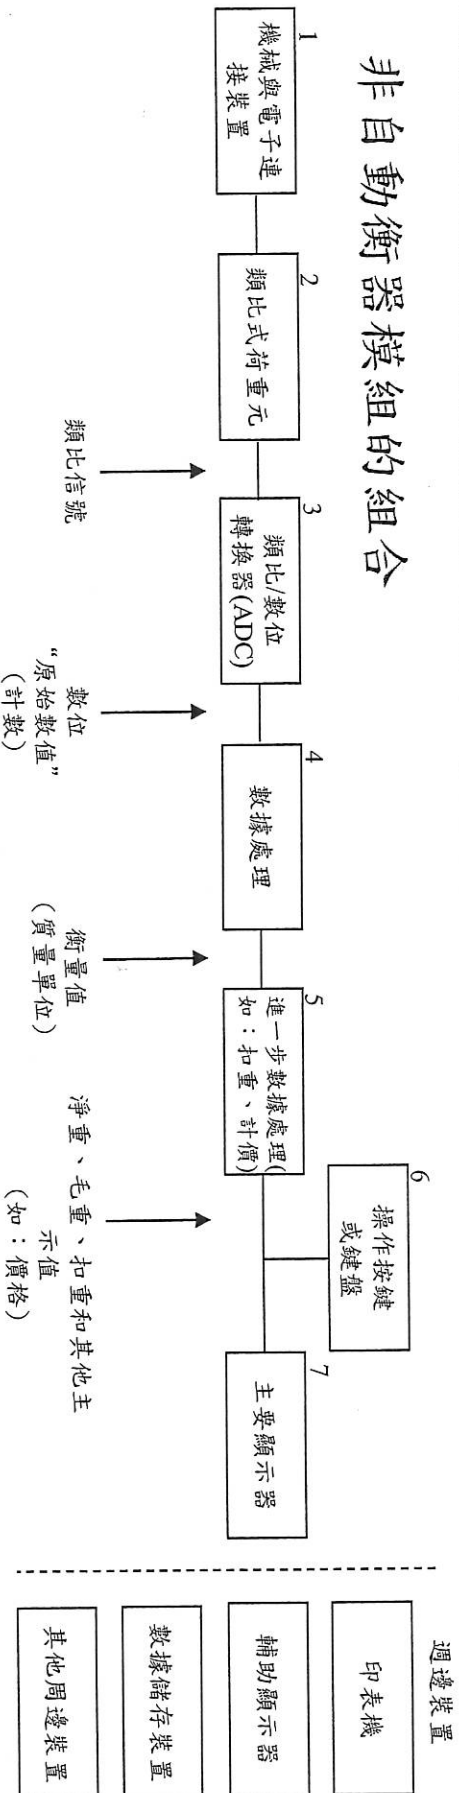 非自動衡器模組的組合
1
機械與電子連
接裝置
2
類比式荷重元
3
類比/數位
轉換器(ADC)
4
數據處理
5
進一步數據處理(
如：扣重、計價)
6
操作按鍵
或鍵盤
7
主要顯示器
類比信號
數位
“原始數值”
(計數)
衡量值
(質量單位)
淨重、毛重、扣重和其他主
示值
(如：價格)
週邊裝置
印表機
輔助顯示器
數據儲存裝置
其他周邊裝置